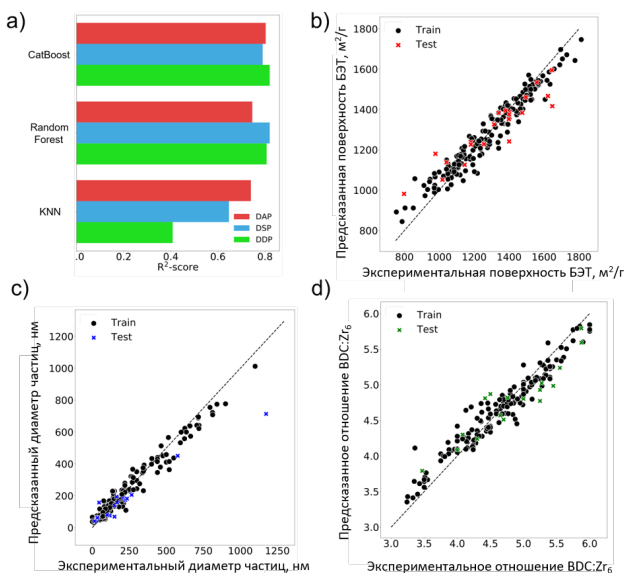 a)
CatBoost
Random
Forest
KNN
DAP
DSP
DDP
0.0 0.2 0.4 0.6 0.8 1.0
R²-score
b)
Предсказанная поверхность БЭТ, м²/г
Train
Test
1800
1600
1400
1200
1000
800
800 1000 1200 1400 1600 1800
Экспериментальная поверхность БЭТ, м²/г
c)
Предсказанный диаметр частиц, нм
Train
Test
1200
1000
800
600
400
200
0
0 250 500 750 1000 1250
Экспериментальный диаметр частиц, нм
d)
Предсказанное отношение BDC:Zr₆
Train
Test
6.0
5.5
5.0
4.5
4.0
3.5
3.0
3.0 3.5 4.0 4.5 5.0 5.5 6.0
Экспериментальное отношение BDC:Zr₆